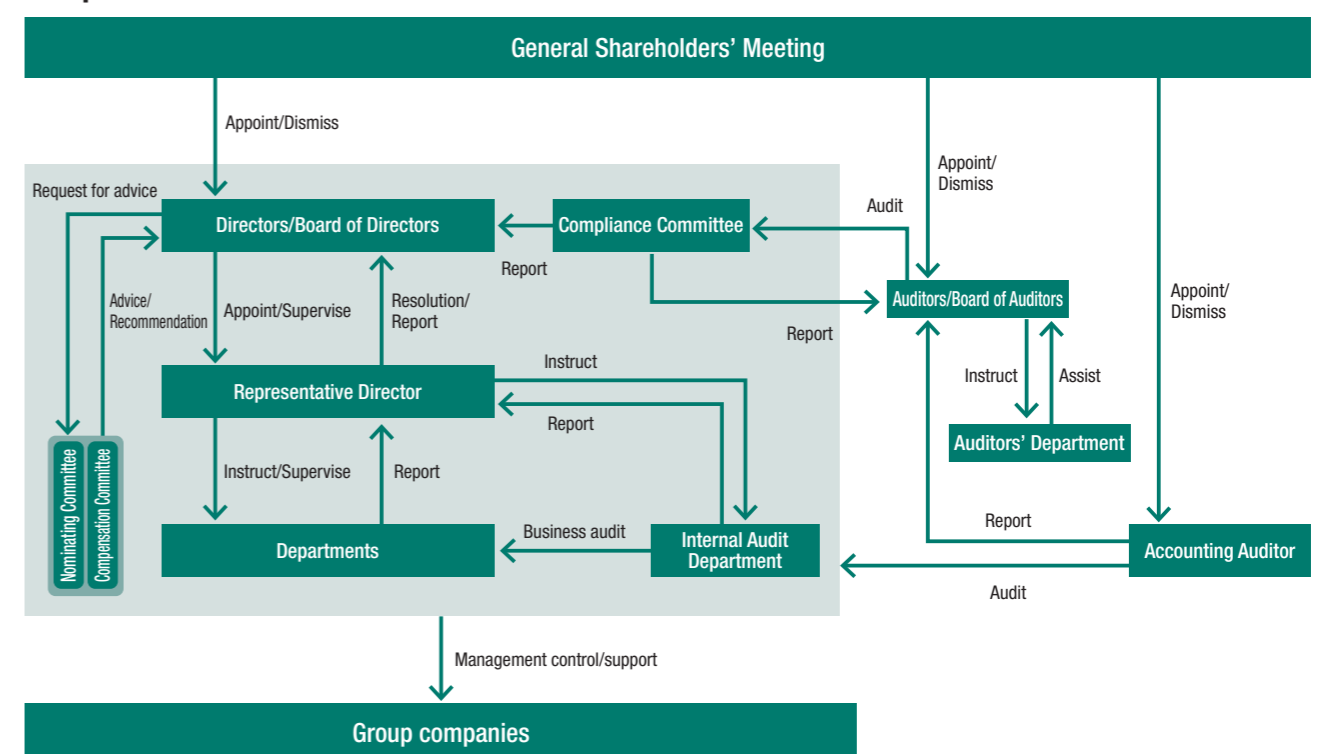 General Shareholders’ Meeting
Appoint/Dismiss
Appoint/
Dismiss
Appoint/
Dismiss
Request for advice
Directors/Board of Directors
Compliance Committee
Audit
Report
Auditors/Board of Auditors
Report
Advice/
Recommendation
Appoint/Supervise
Resolution/
Report
Representative Director
Instruct
Report
Instruct
Assist
Auditors’ Department
Nominating Committee
Compensation Committee
Instruct/Supervise
Report
Departments
Business audit
Internal Audit
Department
Report
Accounting Auditor
Audit
Management control/support
Group companies